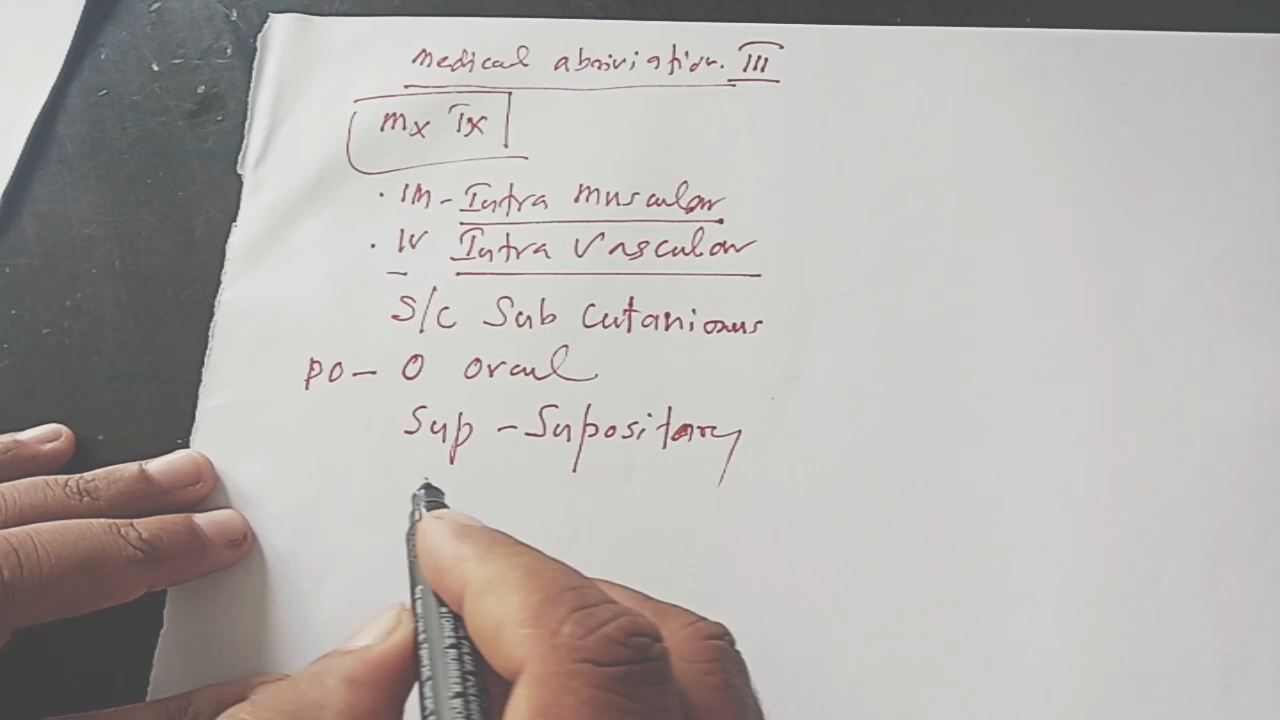 medical abriviation. III
mx Tx
. IM - Intra muscular
. IV Intra Vascular
S/C Sub Cutanious
PO - O oral
Sup - Supository